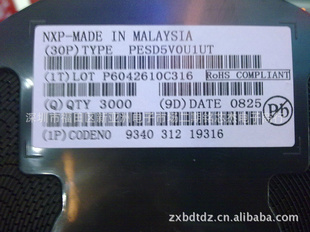 NXP-MADE IN MALAYSIA
(30P)TYPE PESD5V0U1UT
(1T)LOT P6042610C316 RoHS COMPLIANT
(Q)QTY 3000 (9D)DATE 0825
Pb
(1P)CODENO 9340 312 19316
zxbdtdz.1688.com